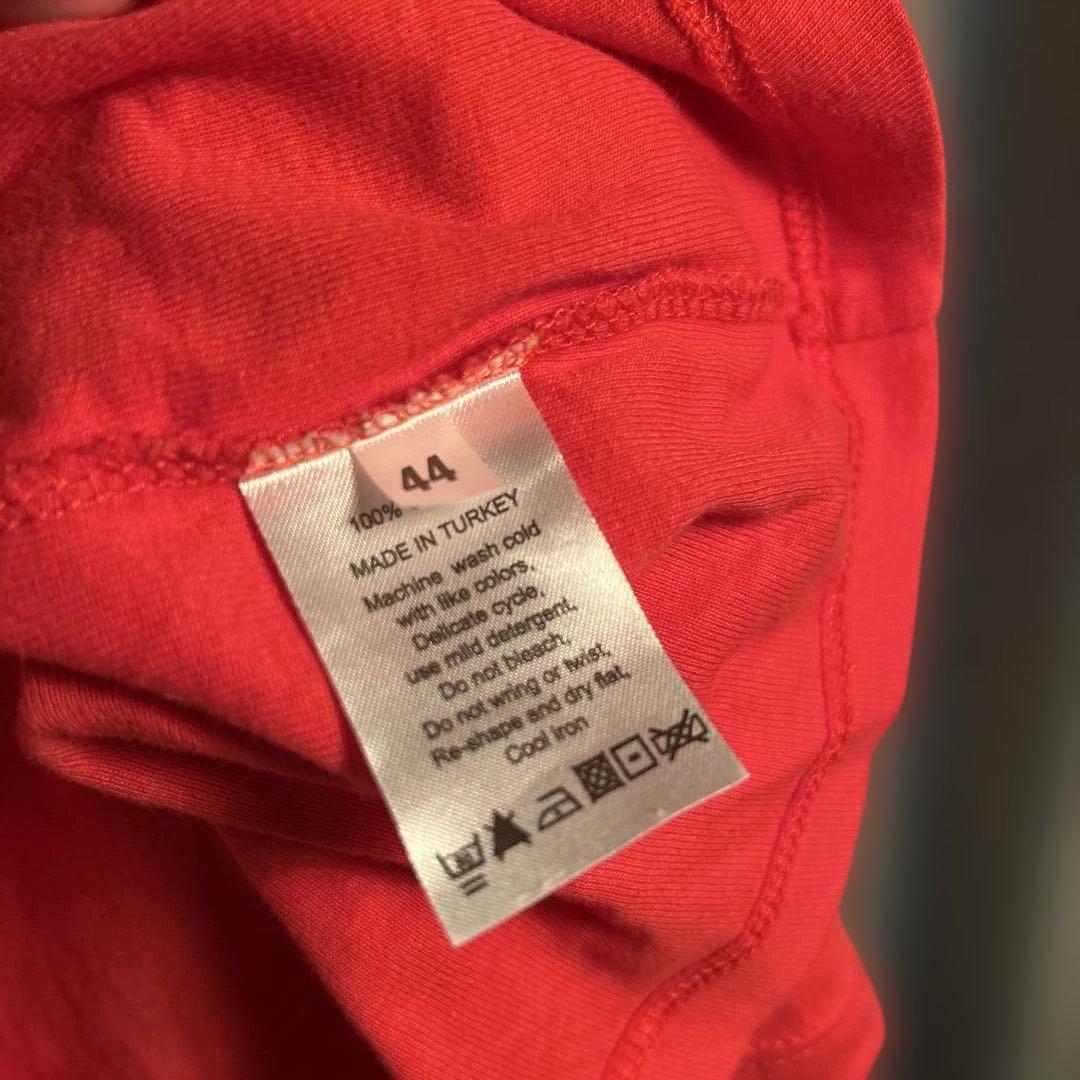 44
100%
MADE IN TURKEY
Machine wash cold
with like colors,
Delicate cycle,
use mild detergent,
Do not bleach,
Do not wring or twist,
Re-shape and dry flat,
Cool iron